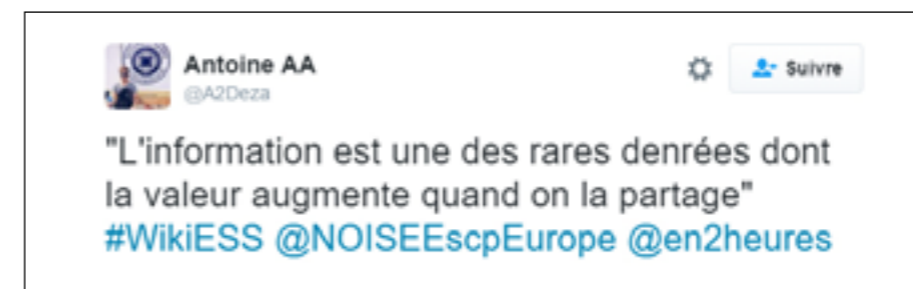 Antoine AA
@A2Deza
Suivre
"L'information est une des rares denrées dont
la valeur augmente quand on la partage"
#WikiESS @NOISEEscpEurope @en2heures